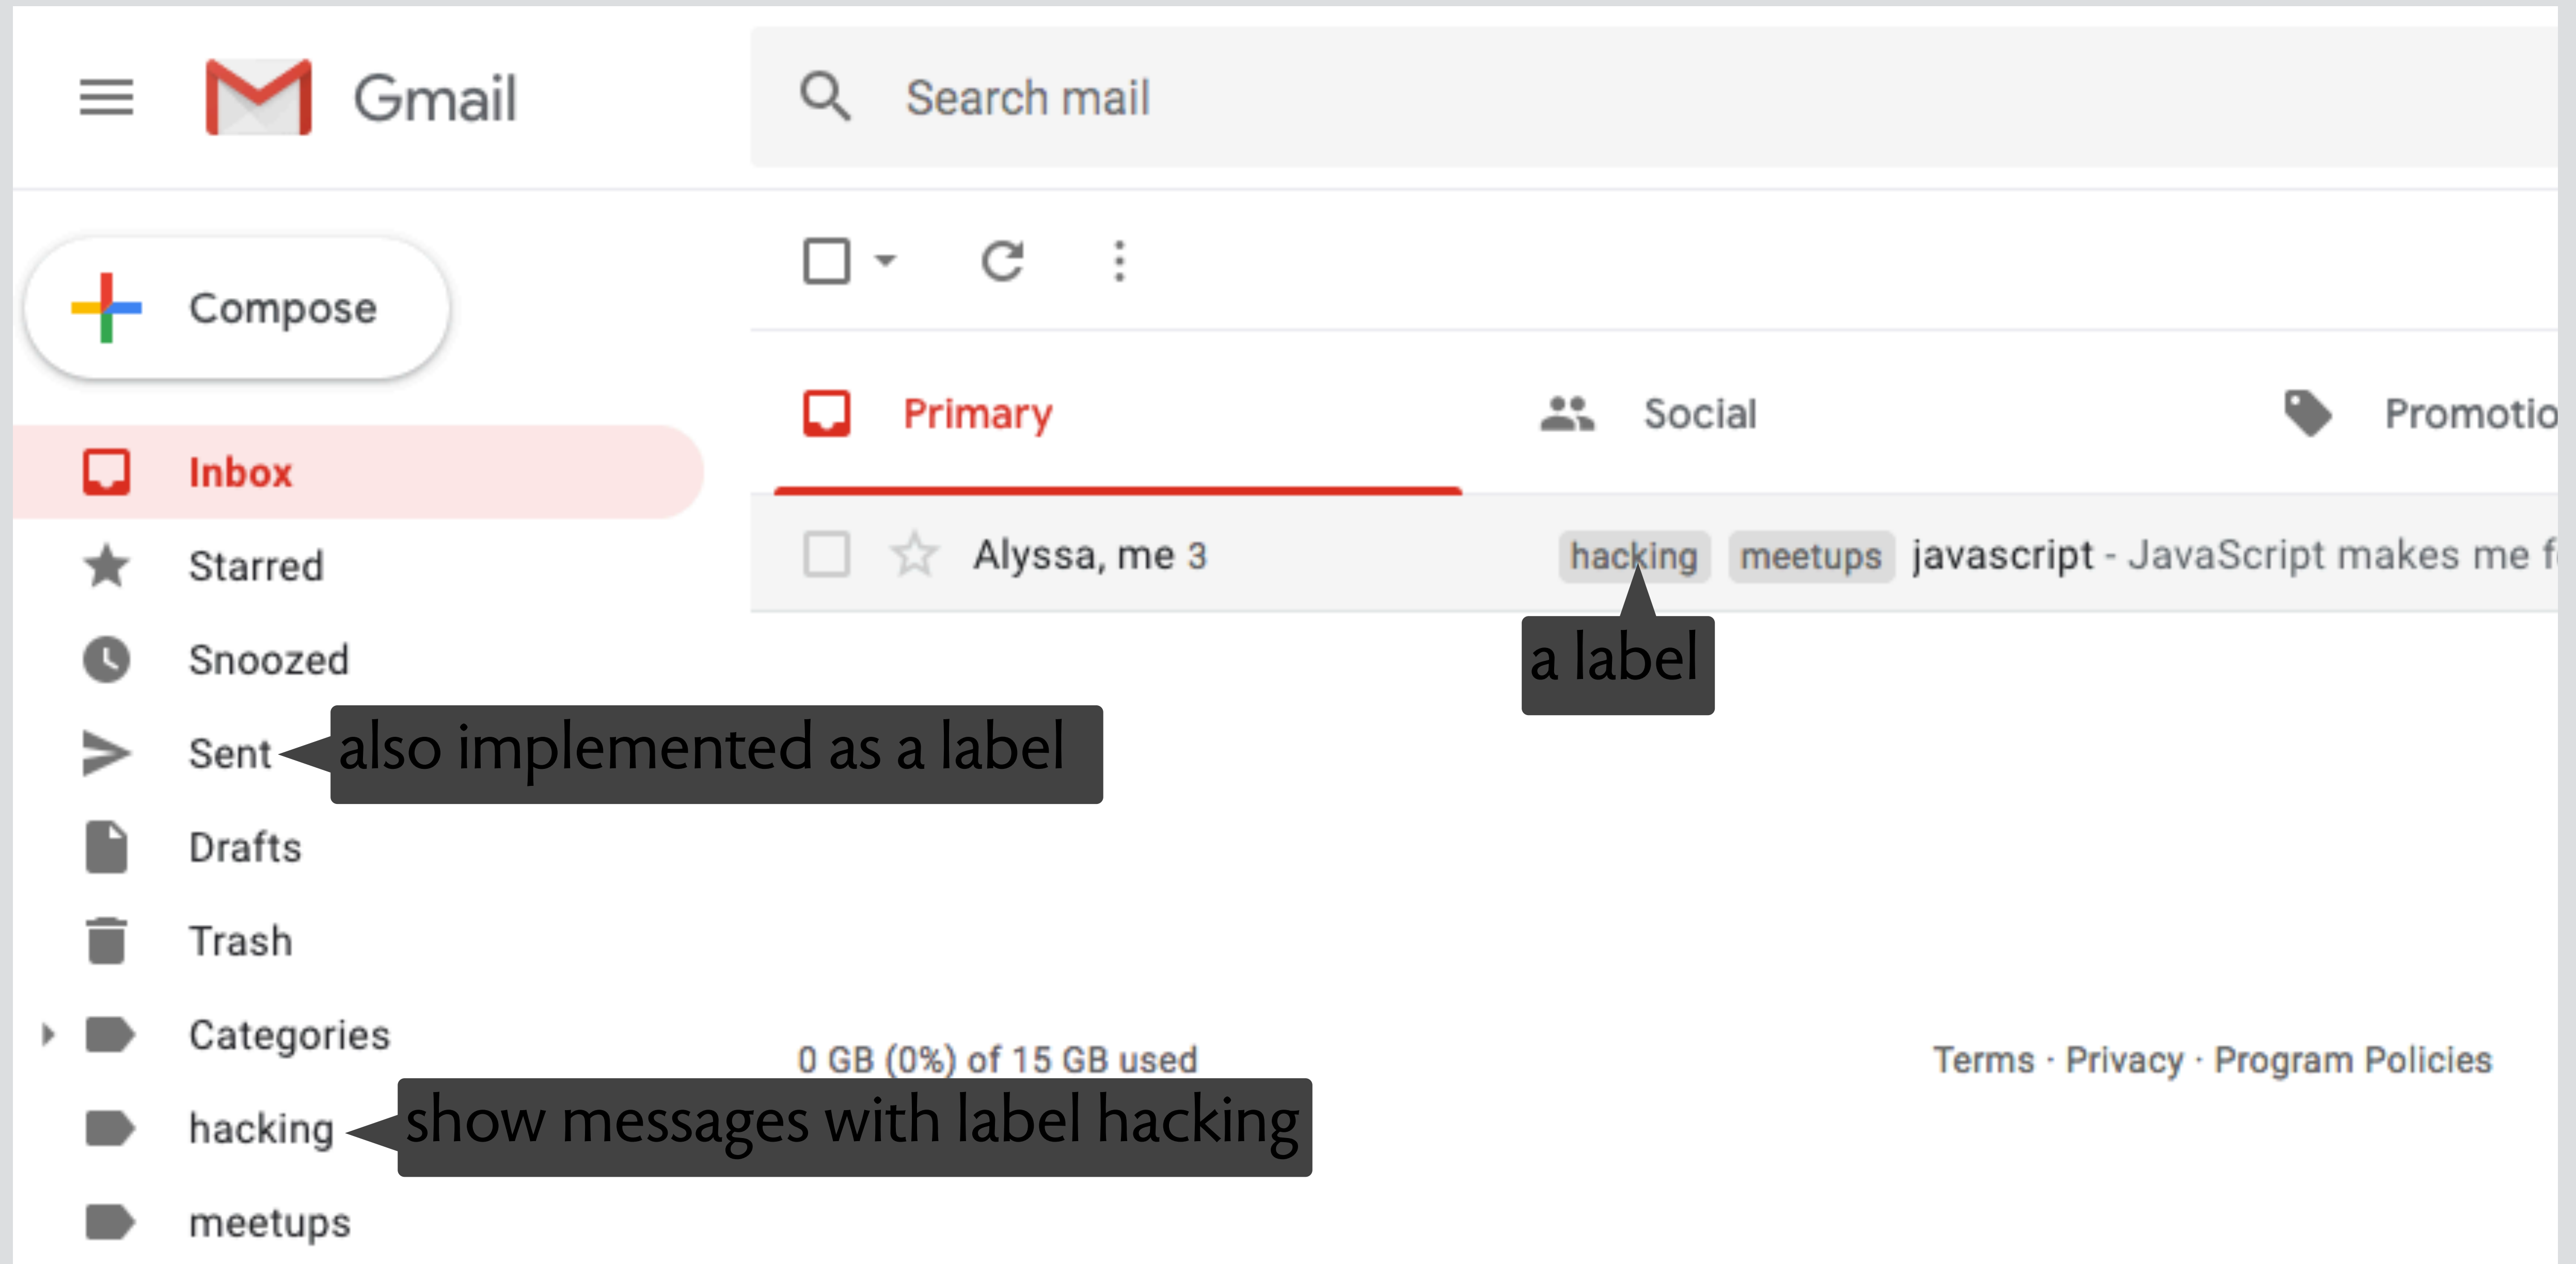 Gmail
Search mail
Compose
Primary
Social
Promotio
Inbox
Alyssa, me 3
hacking meetups javascript - JavaScript makes me f
Starred
a label
Snoozed
Sent
also implemented as a label
Drafts
Trash
Categories
0 GB (0%) of 15 GB used
Terms · Privacy · Program Policies
hacking
show messages with label hacking
meetups